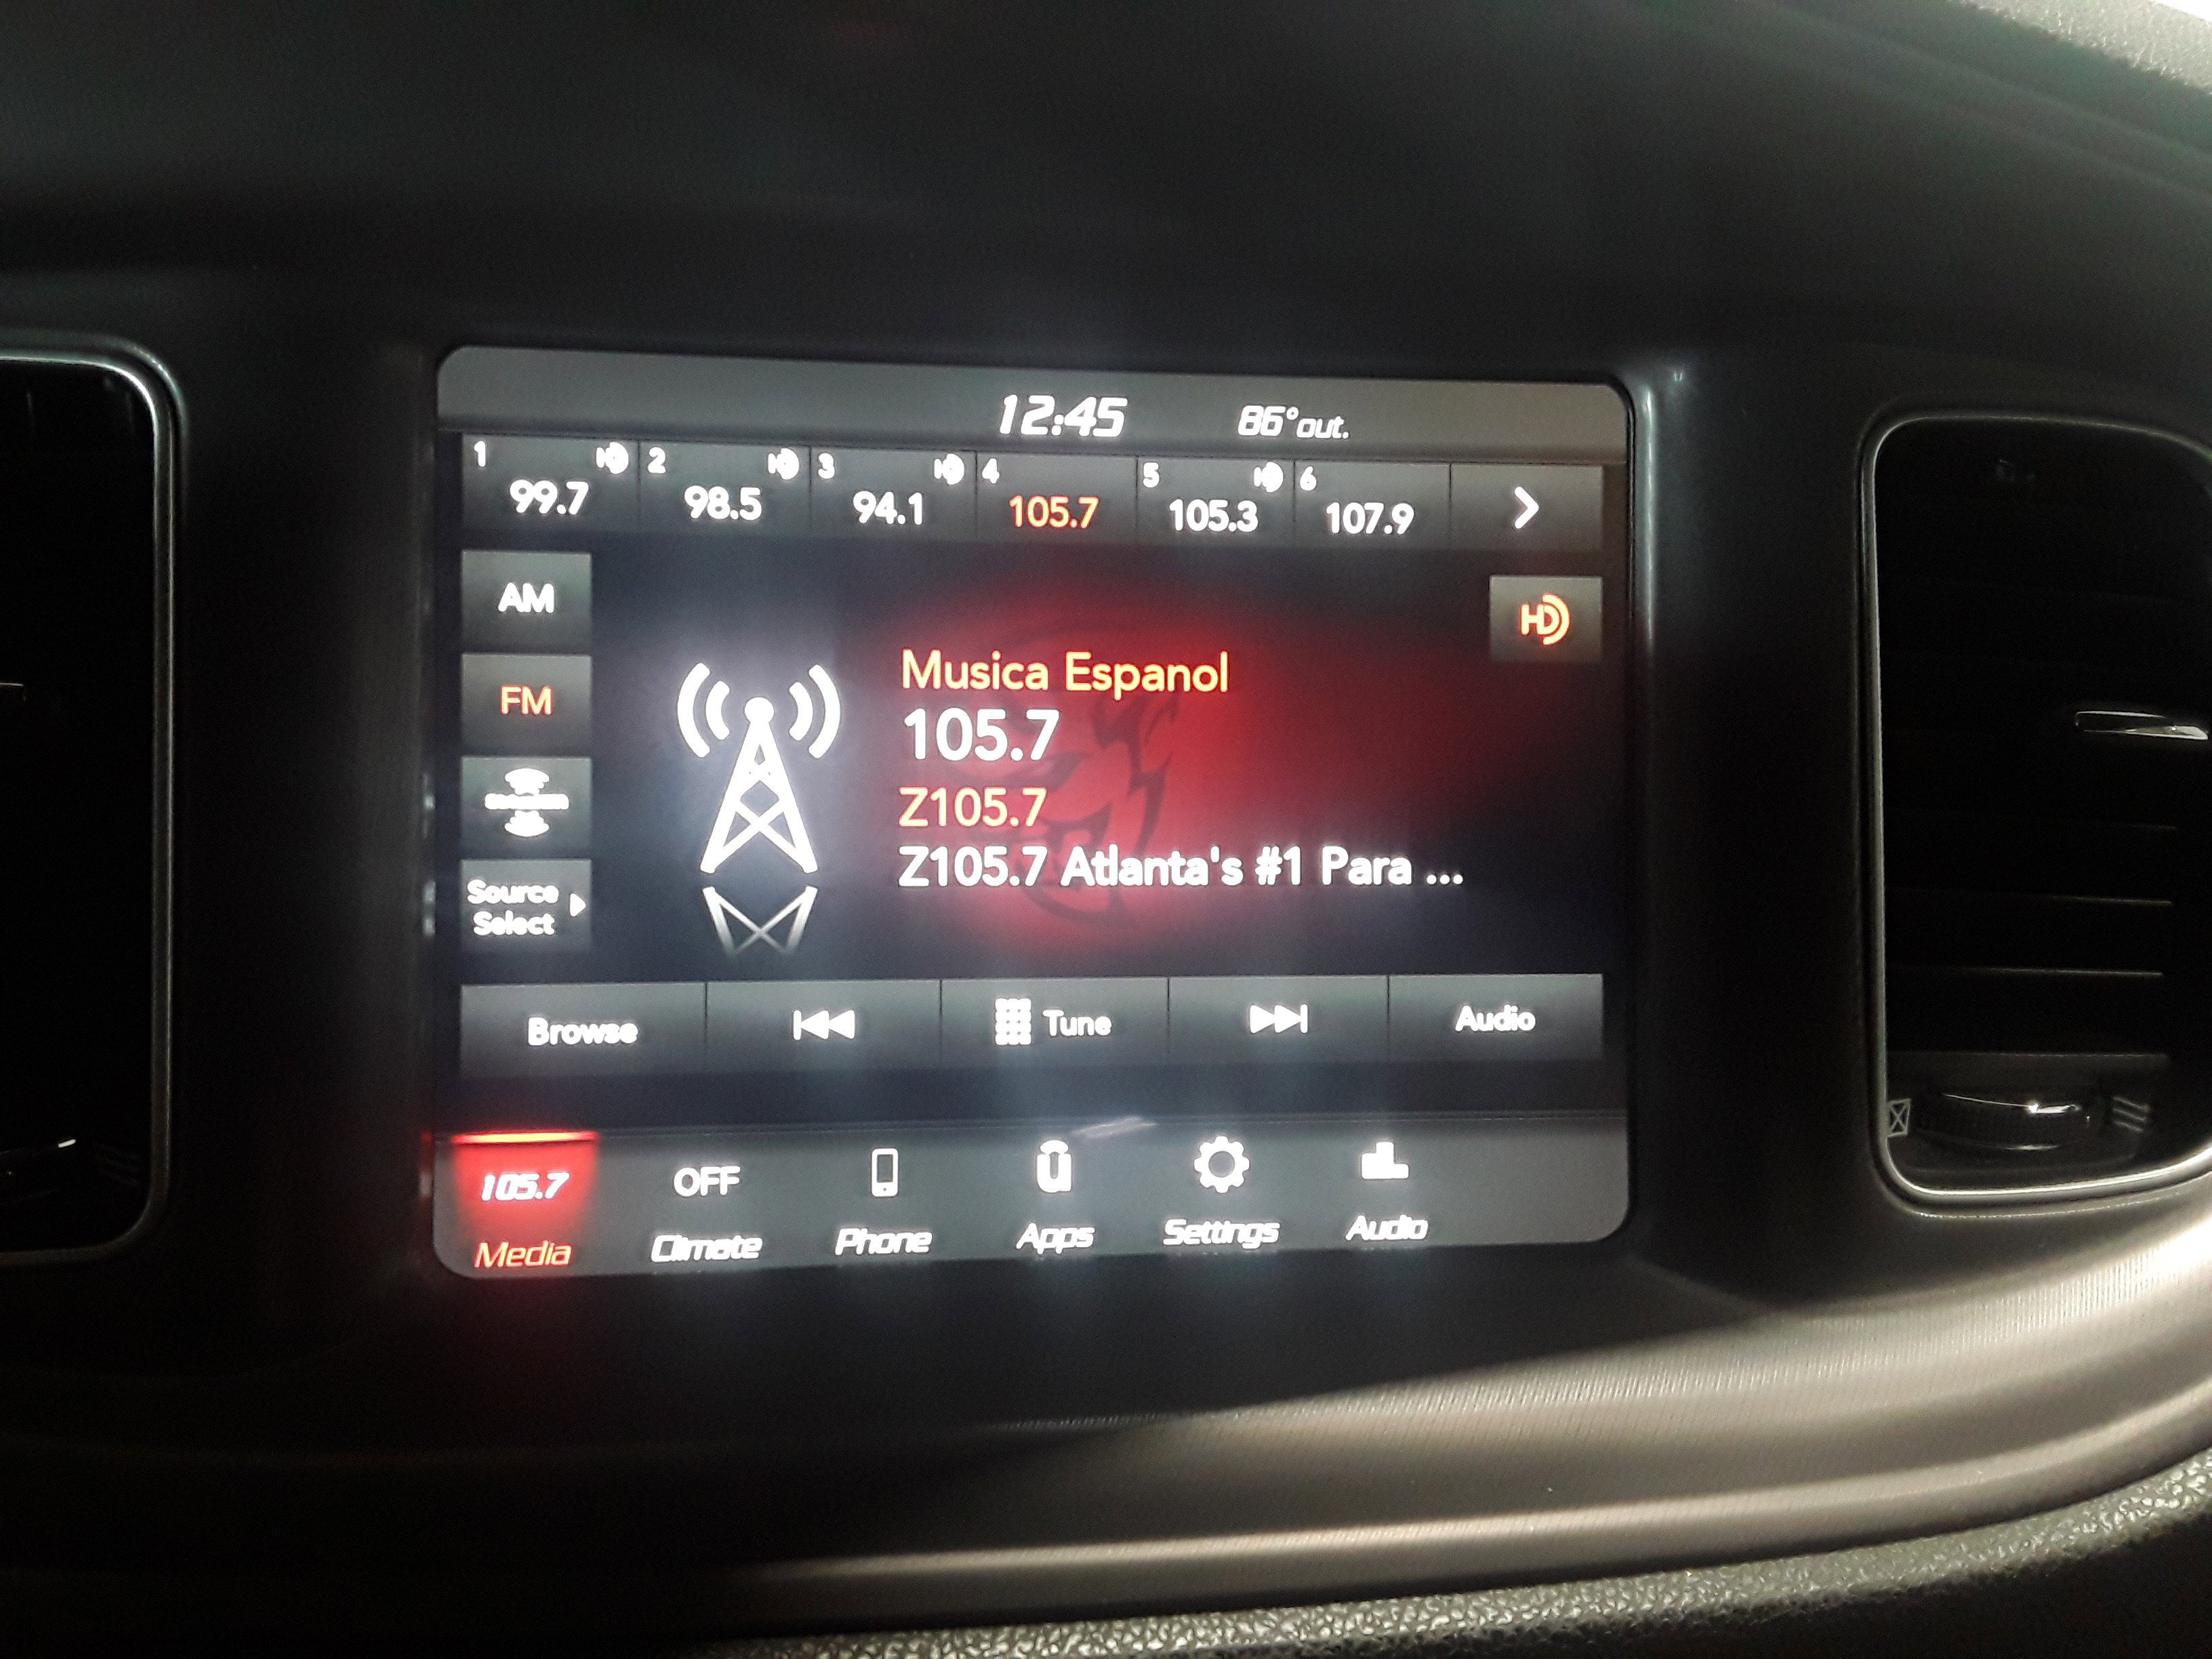 12:45 86°out.
1 99.7 2 98.5 3 94.1 4 105.7 5 105.3 6 107.9
AM
HD
FM
Musica Espanol
105.7
Z105.7
Z105.7 Atlanta's #1 Para ...
Source
Select
Browse Tune Audio
105.7 OFF
Media Climate Phone Apps Settings Audio